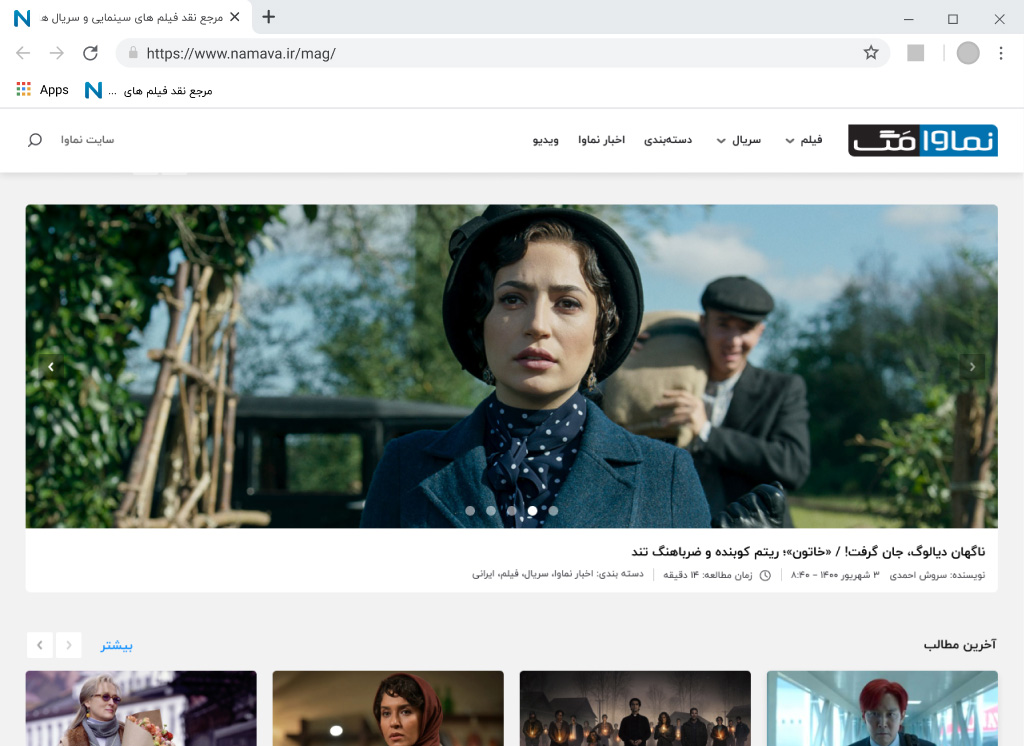 مرجع نقد فیلم های سینمایی و سریال ه
https://www.namava.ir/mag/
Apps
مرجع نقد فیلم های ...
نماوا مَگ
فیلم
سریال
دسته‌بندی
اخبار نماوا
ویدیو
سایت نماوا
ناگهان دیالوگ، جان گرفت! / «خاتون»؛ ریتم کوبنده و ضرباهنگ تند
نویسنده: سروش احمدی ۳ شهریور ۱۴۰۰ - ۸:۴۰ زمان مطالعه: ۱۴ دقیقه دسته بندی: اخبار نماوا، سریال، فیلم، ایرانی
آخرین مطالب
بیشتر